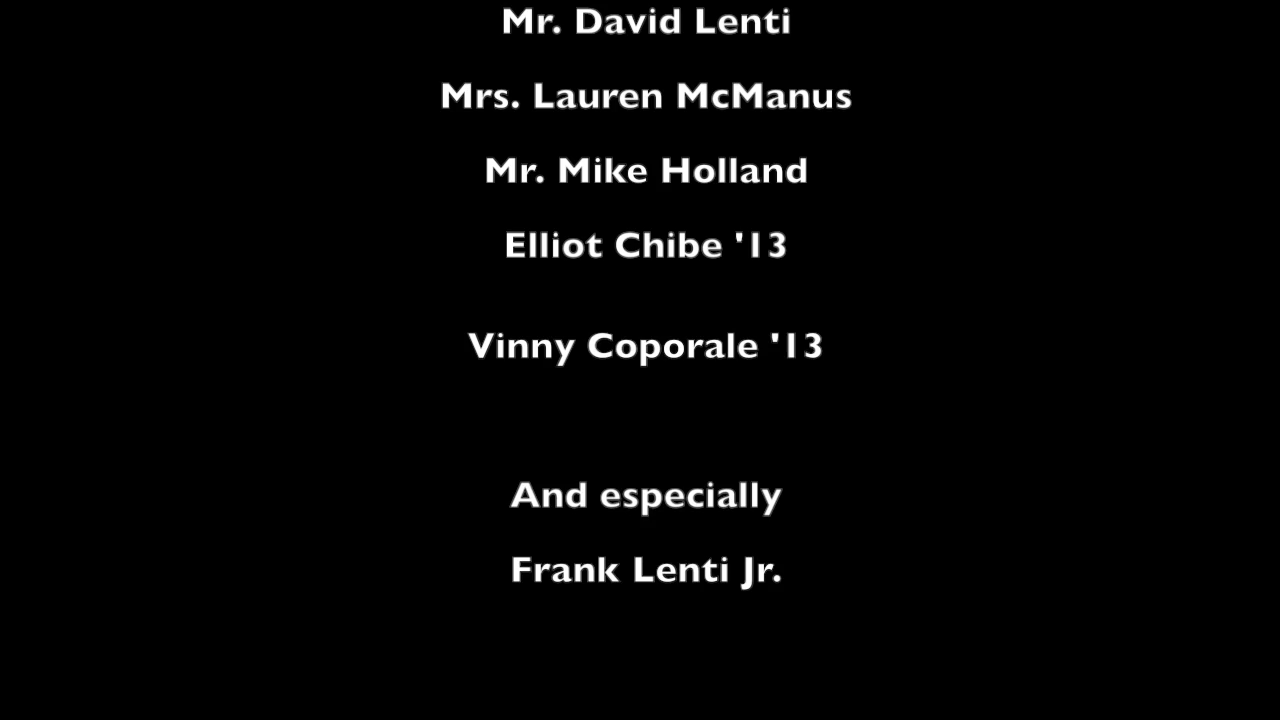 Mr. David Lenti
Mrs. Lauren McManus
Mr. Mike Holland
Elliot Chibe '13
Vinny Coporale '13
And especially
Frank Lenti Jr.